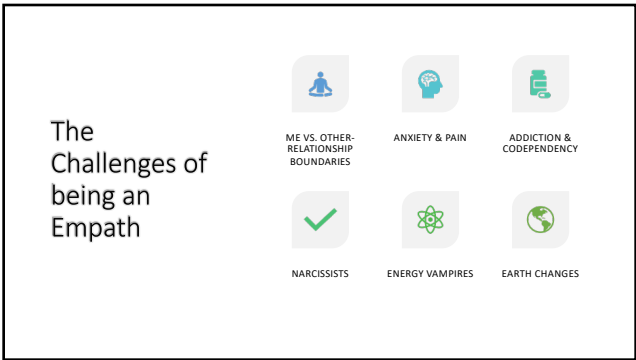 The
Challenges of
being an
Empath
ME VS. OTHER-
RELATIONSHIP
BOUNDARIES
ANXIETY & PAIN
ADDICTION &
CODEPENDENCY
NARCISSISTS
ENERGY VAMPIRES
EARTH CHANGES